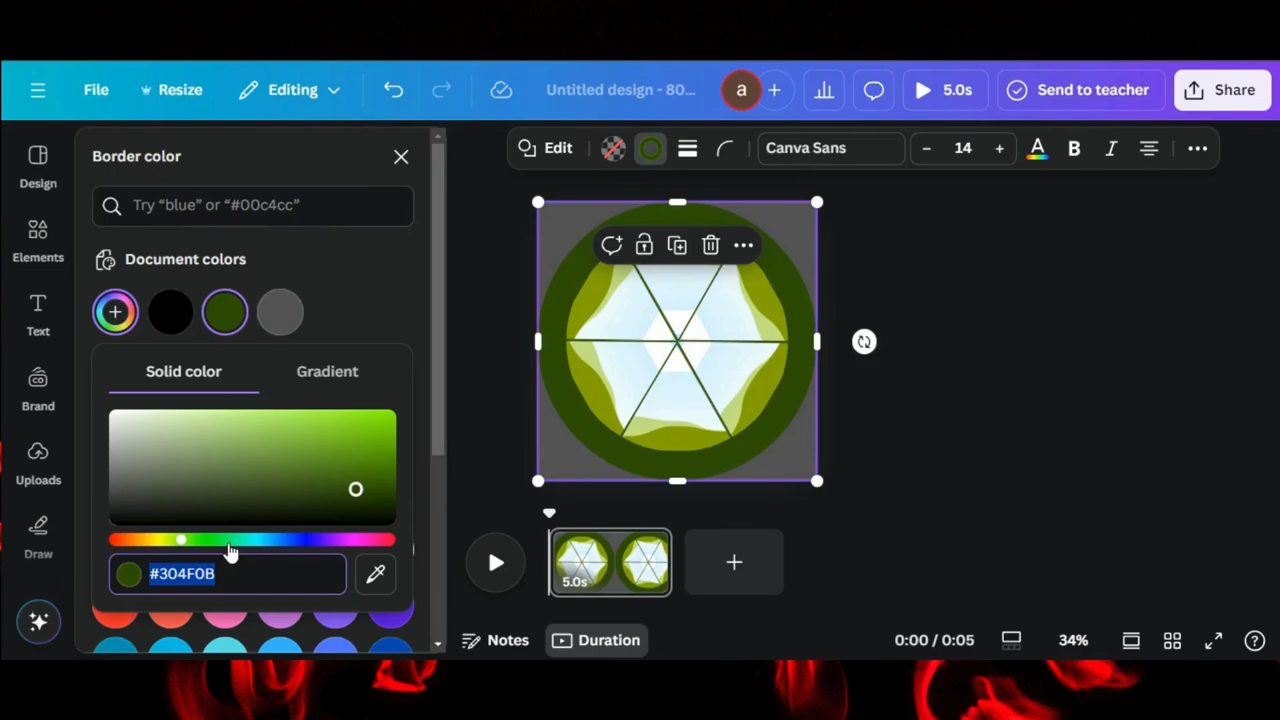 File
Resize
Editing
Untitled design - 80...
a
5.0s
Send to teacher
Share
Design
Elements
Text
Brand
Uploads
Draw
Border color
Try “blue” or “#00c4cc”
Document colors
Solid color
Gradient
#304F0B
Edit
Canva Sans
– 14 +
A
B
I
5.0s
Notes
Duration
0:00 / 0:05
34%